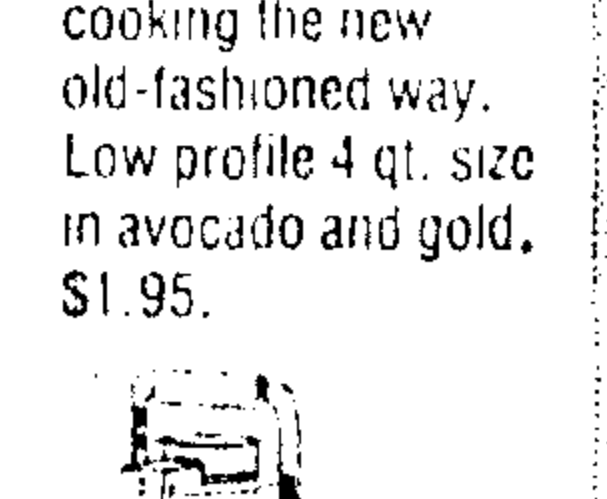 cooking the new
old-fashioned way.
Low profile 4 qt. size
in avocado and gold.
$1.95.